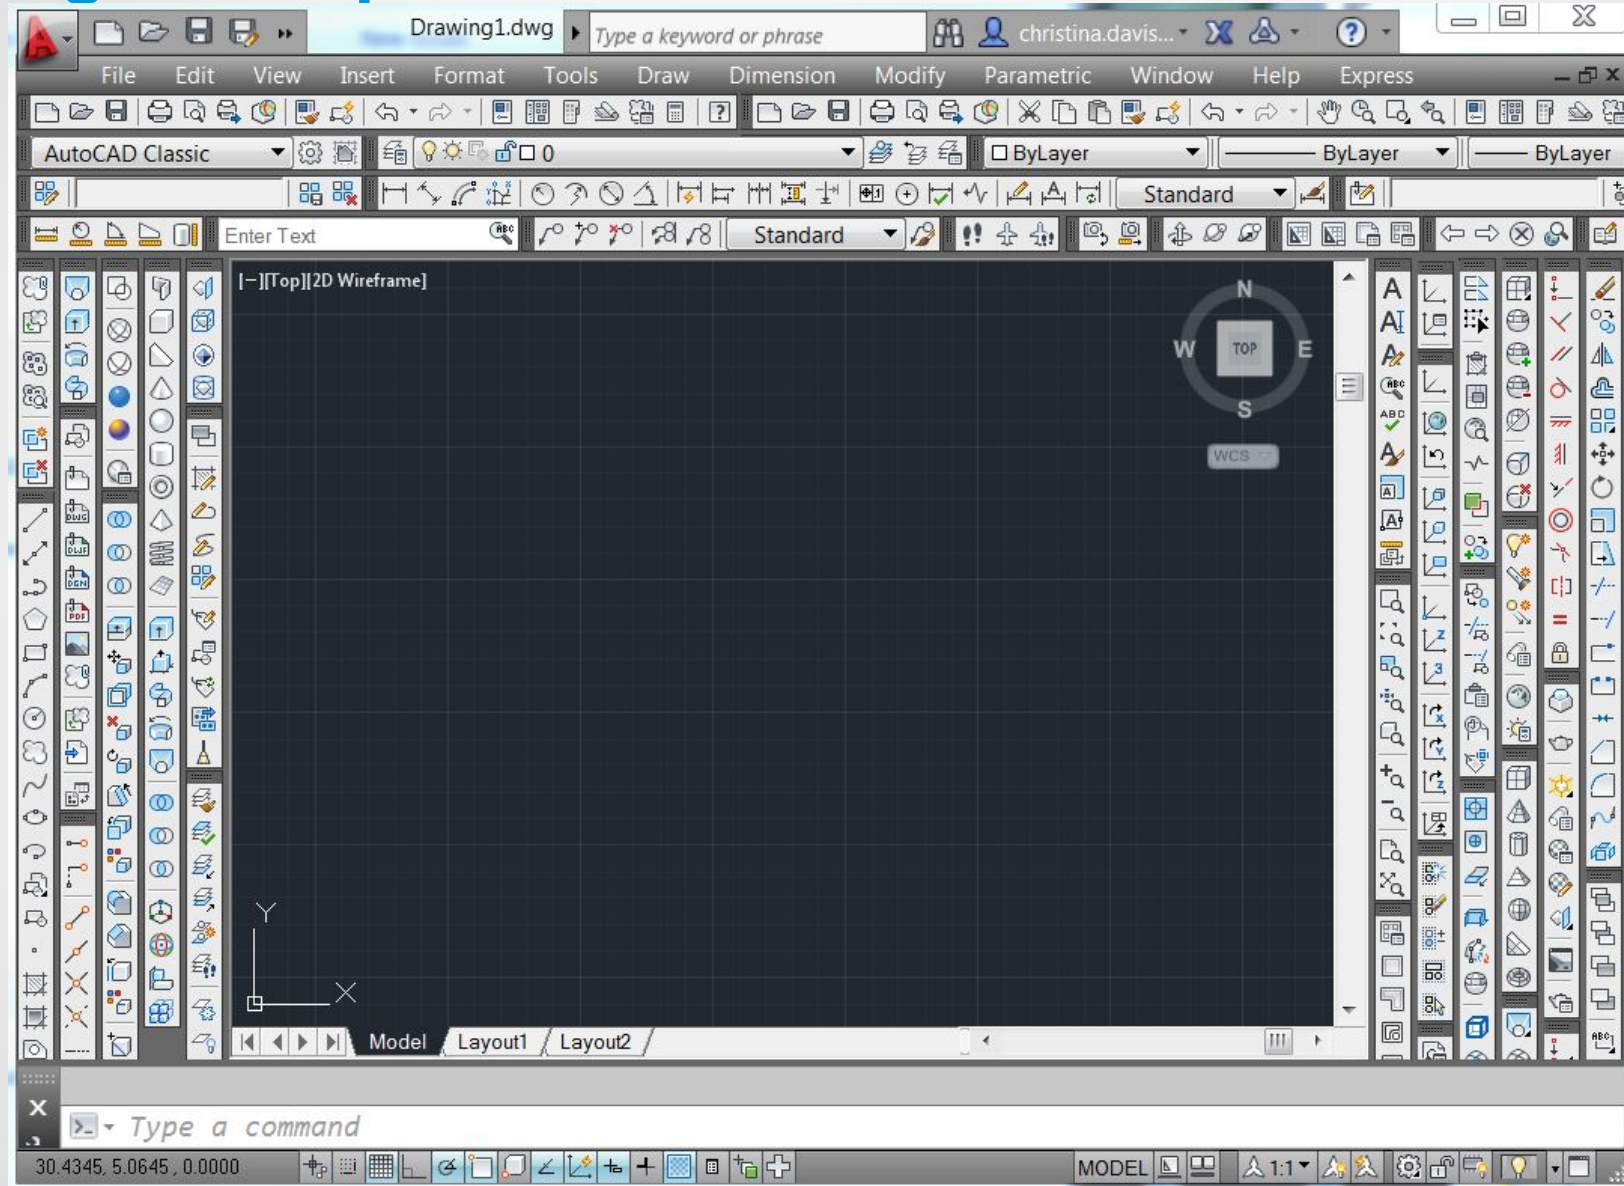 Drawing1.dwg Type a keyword or phrase christina.davis...
File Edit View Insert Format Tools Draw Dimension Modify Parametric Window Help Express
AutoCAD Classic 0 ByLayer ByLayer ByLayer
Standard
Enter Text ABC Standard
[−][Top][2D Wireframe]
N
W TOP E
S
WCS
Y
X
Model Layout1 Layout2
Type a command
30.4345, 5.0645, 0.0000 MODEL 1:1